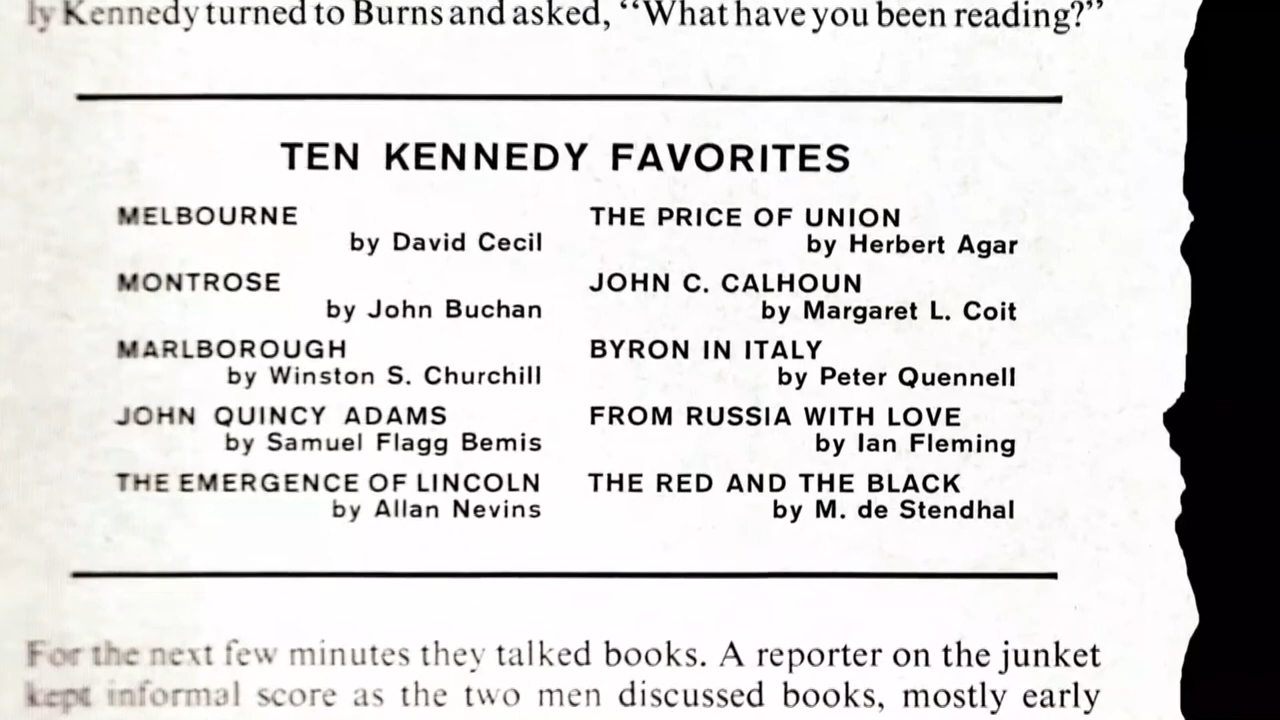 ly Kennedy turned to Burns and asked, “What have you been reading?”
TEN KENNEDY FAVORITES
MELBOURNE
by David Cecil
MONTROSE
by John Buchan
MARLBOROUGH
by Winston S. Churchill
JOHN QUINCY ADAMS
by Samuel Flagg Bemis
THE EMERGENCE OF LINCOLN
by Allan Nevins
THE PRICE OF UNION
by Herbert Agar
JOHN C. CALHOUN
by Margaret L. Coit
BYRON IN ITALY
by Peter Quennell
FROM RUSSIA WITH LOVE
by Ian Fleming
THE RED AND THE BLACK
by M. de Stendhal
For the next few minutes they talked books. A reporter on the junket
kept informal score as the two men discussed books, mostly early